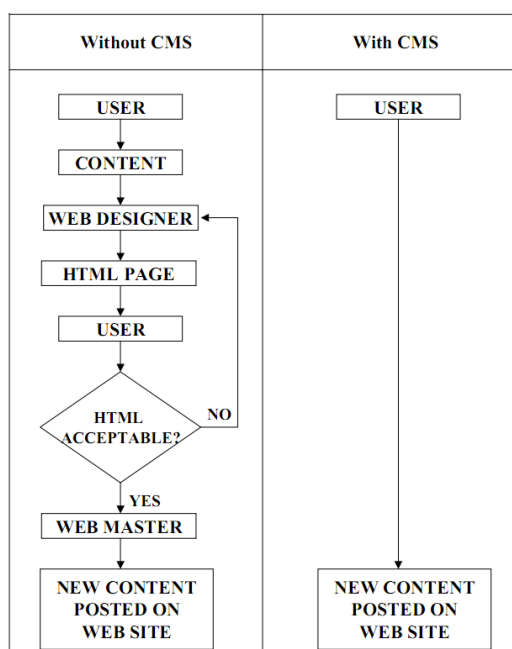 Without CMS
With CMS
USER
CONTENT
WEB DESIGNER
HTML PAGE
USER
HTML
ACCEPTABLE?
NO
YES
WEB MASTER
NEW CONTENT
POSTED ON
WEB SITE
USER
NEW CONTENT
POSTED ON
WEB SITE